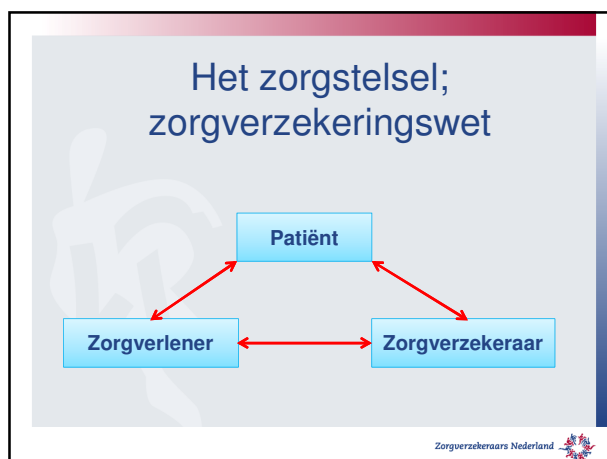 Het zorgstelsel;
zorgverzekeringswet
Patiënt
Zorgverlener
Zorgverzekeraar
Zorgverzekeraars Nederland